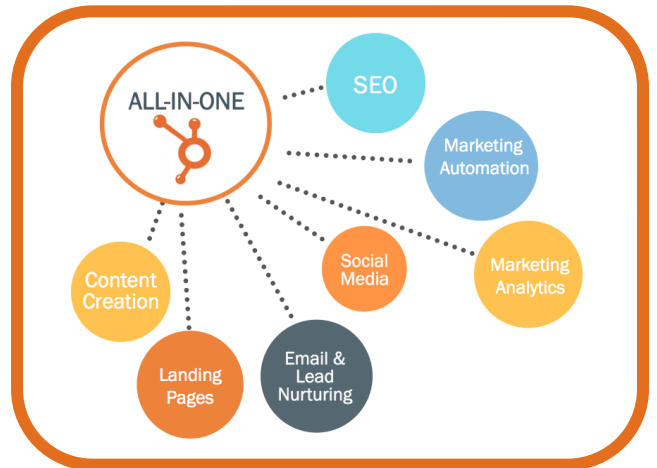 ALL-IN-ONE
SEO
Marketing
Automation
Marketing
Analytics
Social
Media
Email &
Lead
Nurturing
Landing
Pages
Content
Creation